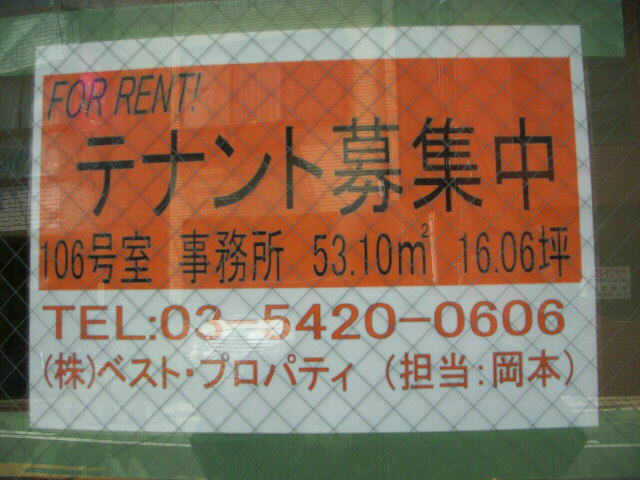 FOR RENT!
テナント募集中
106号室 事務所 53.10m² 16.06坪
TEL:03-5420-0606
(株)ベスト・プロパティ (担当:岡本)